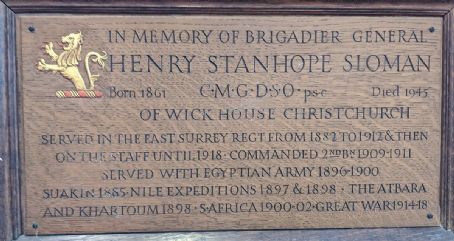 IN MEMORY OF BRIGADIER GENERAL
HENRY STANHOPE SLOMAN
Born 1861 C·M·G·D·S·O·psc Died 1945
OF WICK HOUSE CHRISTCHURCH
SERVED IN THE EAST SURREY REGT FROM 1882 TO 1912 & THEN
ON THE STAFF UNTIL 1918 · COMMANDED 2ND BN 1909-1911
SERVED WITH EGYPTIAN ARMY 1896-1900
SUAKIN 1885·NILE EXPEDITIONS 1897 & 1898 · THE ATBARA
AND KHARTOUM 1898 · S·AFRICA 1900-02·GREAT WAR 1914-18